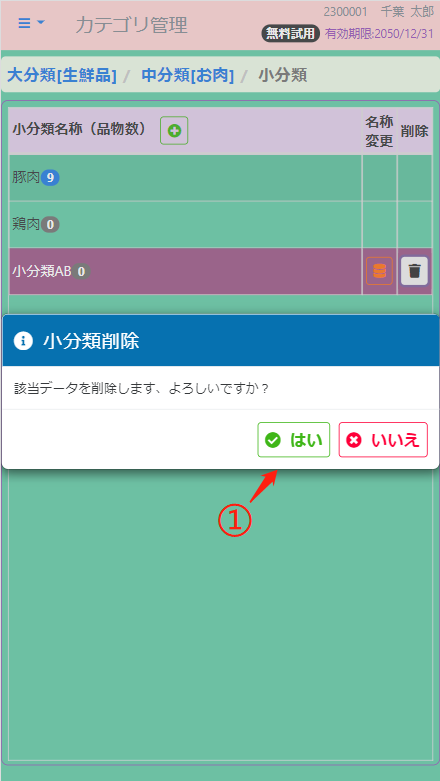 2300001 千葉 太郎
カテゴリ管理
無料試用 有効期限:2050/12/31
大分類[生鮮品] / 中分類[お肉] / 小分類
小分類名称（品物数） 名称変更 削除
豚肉 9
鶏肉 0
小分類AB 0
小分類削除
該当データを削除します、よろしいですか？
はい いいえ
①